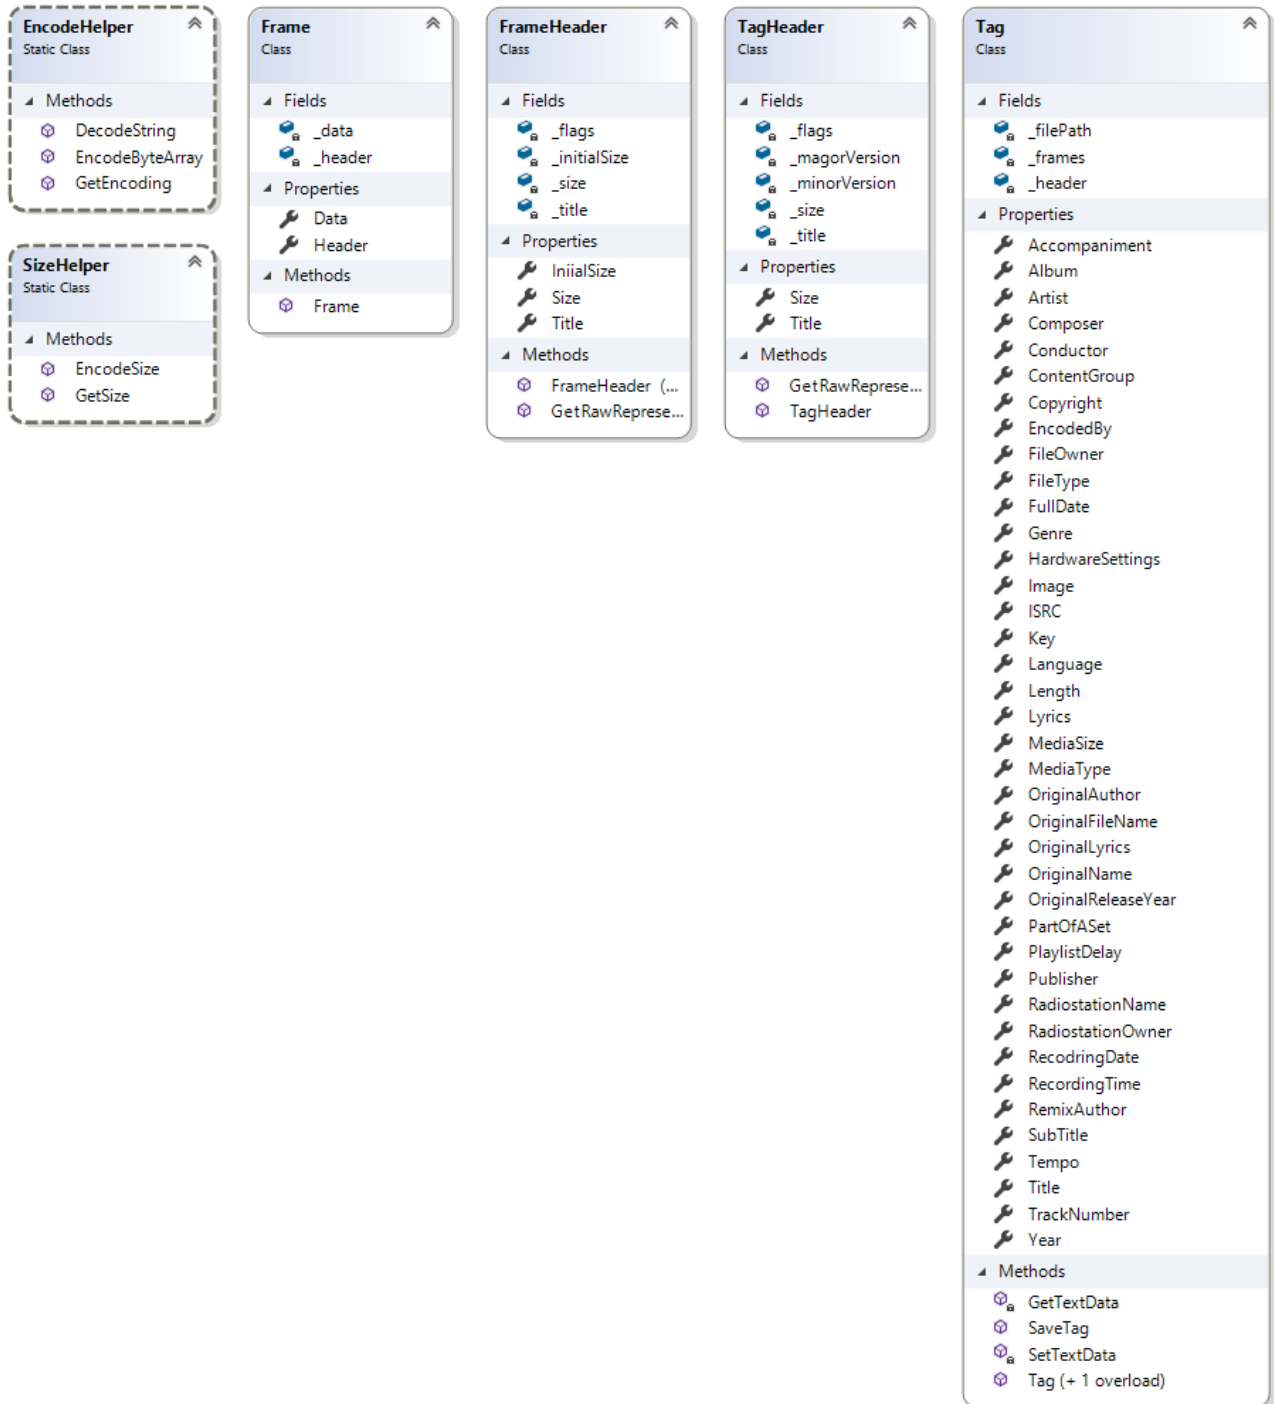 EncodeHelper
Static Class
Methods
DecodeString
EncodeByteArray
GetEncoding
SizeHelper
Static Class
Methods
EncodeSize
GetSize
Frame
Class
Fields
_data
_header
Properties
Data
Header
Methods
Frame
FrameHeader
Class
Fields
_flags
_initialSize
_size
_title
Properties
IniialSize
Size
Title
Methods
FrameHeader (...
GetRawReprese...
TagHeader
Class
Fields
_flags
_magorVersion
_minorVersion
_size
_title
Properties
Size
Title
Methods
GetRawReprese...
TagHeader
Tag
Class
Fields
_filePath
_frames
_header
Properties
Accompaniment
Album
Artist
Composer
Conductor
ContentGroup
Copyright
EncodedBy
FileOwner
FileType
FullDate
Genre
HardwareSettings
Image
ISRC
Key
Language
Length
Lyrics
MediaSize
MediaType
OriginalAuthor
OriginalFileName
OriginalLyrics
OriginalName
OriginalReleaseYear
PartOfASet
PlaylistDelay
Publisher
RadiostationName
RadiostationOwner
RecodringDate
RecordingTime
RemixAuthor
SubTitle
Tempo
Title
TrackNumber
Year
Methods
GetTextData
SaveTag
SetTextData
Tag (+ 1 overload)